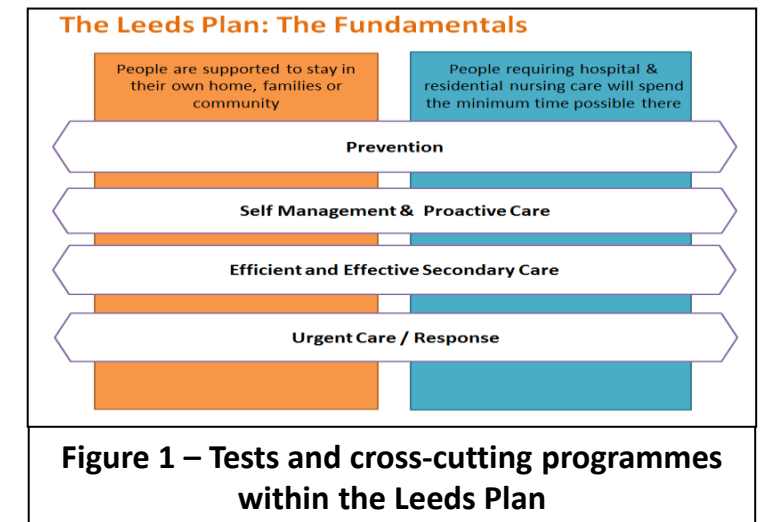 The Leeds Plan: The Fundamentals
People are supported to stay in
their own home, families or
community
People requiring hospital &
residential nursing care will spend
the minimum time possible there
Prevention
Self Management & Proactive Care
Efficient and Effective Secondary Care
Urgent Care / Response
Figure 1 – Tests and cross-cutting programmes
within the Leeds Plan